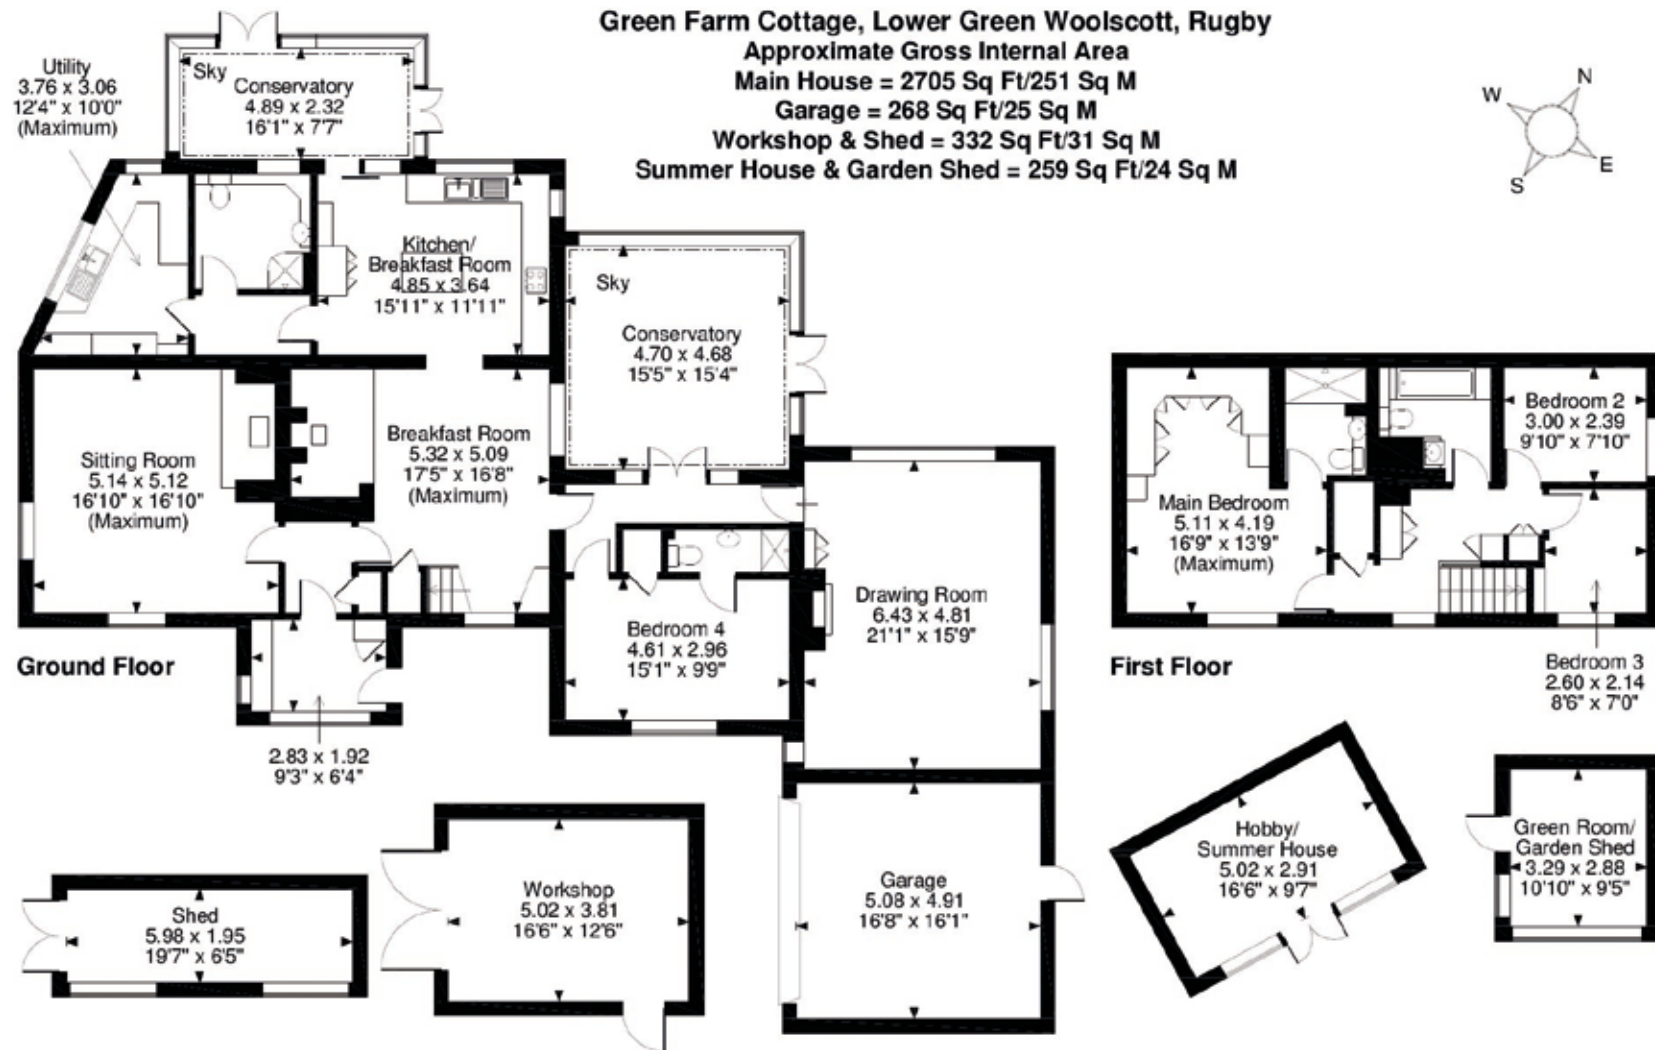 Green Farm Cottage, Lower Green Woolscott, Rugby
Approximate Gross Internal Area
Main House = 2705 Sq Ft/251 Sq M
Garage = 268 Sq Ft/25 Sq M
Workshop & Shed = 332 Sq Ft/31 Sq M
Summer House & Garden Shed = 259 Sq Ft/24 Sq M
N
W
E
S
Utility
3.76 x 3.06
12'4" x 10'0"
(Maximum)
Sky
Conservatory
4.89 x 2.32
16'1" x 7'7"
Kitchen/
Breakfast Room
4.85 x 3.64
15'11" x 11'11"
Sky
Conservatory
4.70 x 4.68
15'5" x 15'4"
Sitting Room
5.14 x 5.12
16'10" x 16'10"
(Maximum)
Breakfast Room
5.32 x 5.09
17'5" x 16'8"
(Maximum)
Drawing Room
6.43 x 4.81
21'1" x 15'9"
Bedroom 4
4.61 x 2.96
15'1" x 9'9"
Ground Floor
2.83 x 1.92
9'3" x 6'4"
Main Bedroom
5.11 x 4.19
16'9" x 13'9"
(Maximum)
Bedroom 2
3.00 x 2.39
9'10" x 7'10"
First Floor
Bedroom 3
2.60 x 2.14
8'6" x 7'0"
Shed
5.98 x 1.95
19'7" x 6'5"
Workshop
5.02 x 3.81
16'6" x 12'6"
Garage
5.08 x 4.91
16'8" x 16'1"
Hobby/
Summer House
5.02 x 2.91
16'6" x 9'7"
Green Room/
Garden Shed
3.29 x 2.88
10'10" x 9'5"